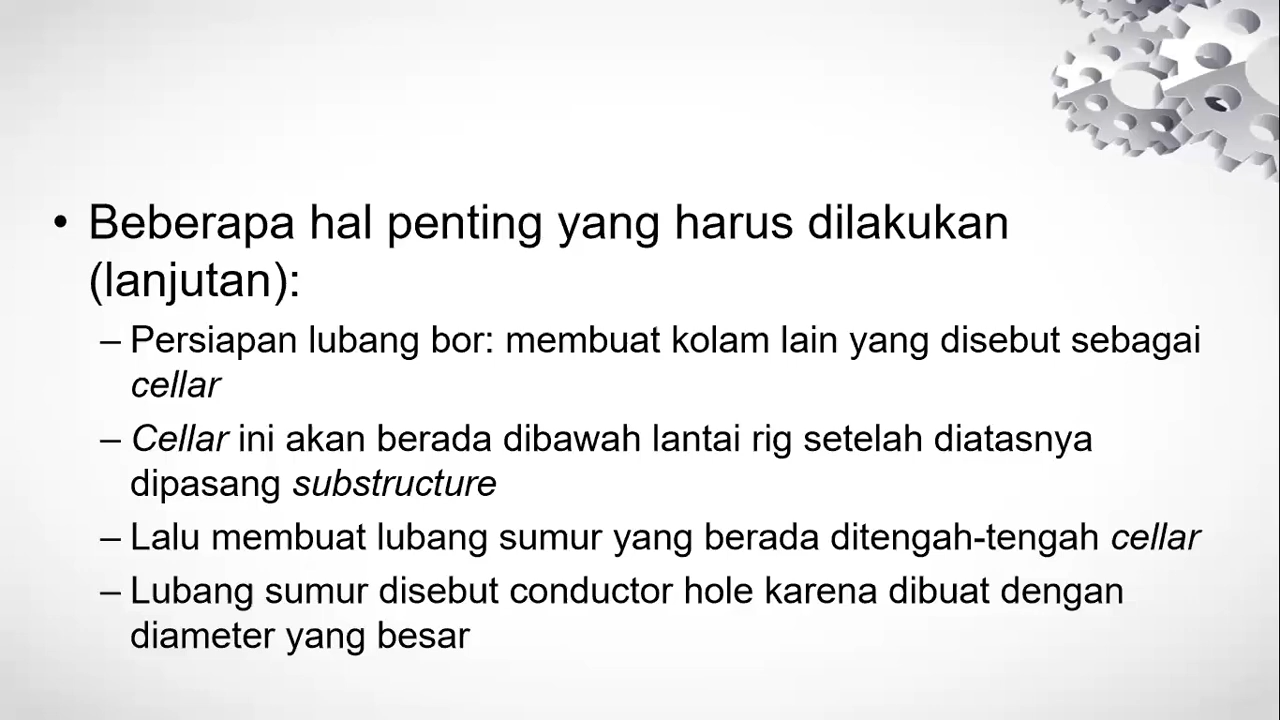 • Beberapa hal penting yang harus dilakukan
(lanjutan):
– Persiapan lubang bor: membuat kolam lain yang disebut sebagai
cellar
– Cellar ini akan berada dibawah lantai rig setelah diatasnya
dipasang substructure
– Lalu membuat lubang sumur yang berada ditengah-tengah cellar
– Lubang sumur disebut conductor hole karena dibuat dengan
diameter yang besar